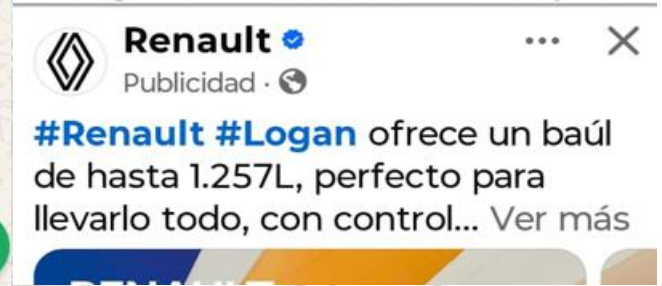 Renault
Publicidad ·
#Renault #Logan ofrece un baúl
de hasta 1.257L, perfecto para
llevarlo todo, con control... Ver más